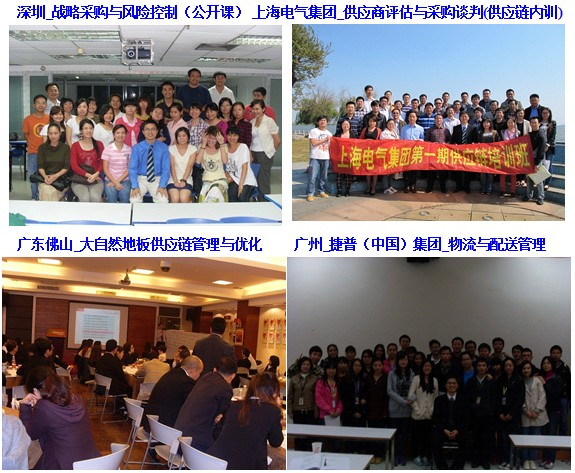 深圳_战略采购与风险控制（公开课）
上海电气集团_供应商评估与采购谈判(供应链内训)
上海电气集团第一期供应链培训班
广东佛山_大自然地板供应链管理与优化
广州_捷普（中国）集团_物流与配送管理